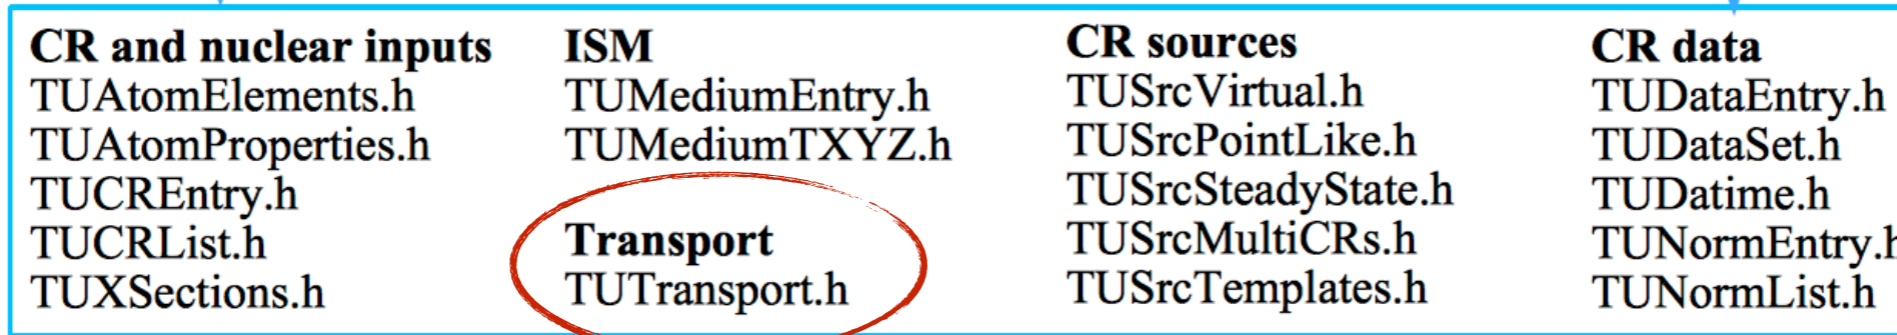 CR and nuclear inputs
TUAtomElements.h
TUAtomProperties.h
TUCREntry.h
TUCRList.h
TUXSections.h
ISM
TUMediumEntry.h
TUMediumTXYZ.h
Transport
TUTransport.h
CR sources
TUSrcVirtual.h
TUSrcPointLike.h
TUSrcSteadyState.h
TUSrcMultiCRs.h
TUSrcTemplates.h
CR data
TUDataEntry.h
TUDataSet.h
TUDatime.h
TUNormEntry.h
TUNormList.h